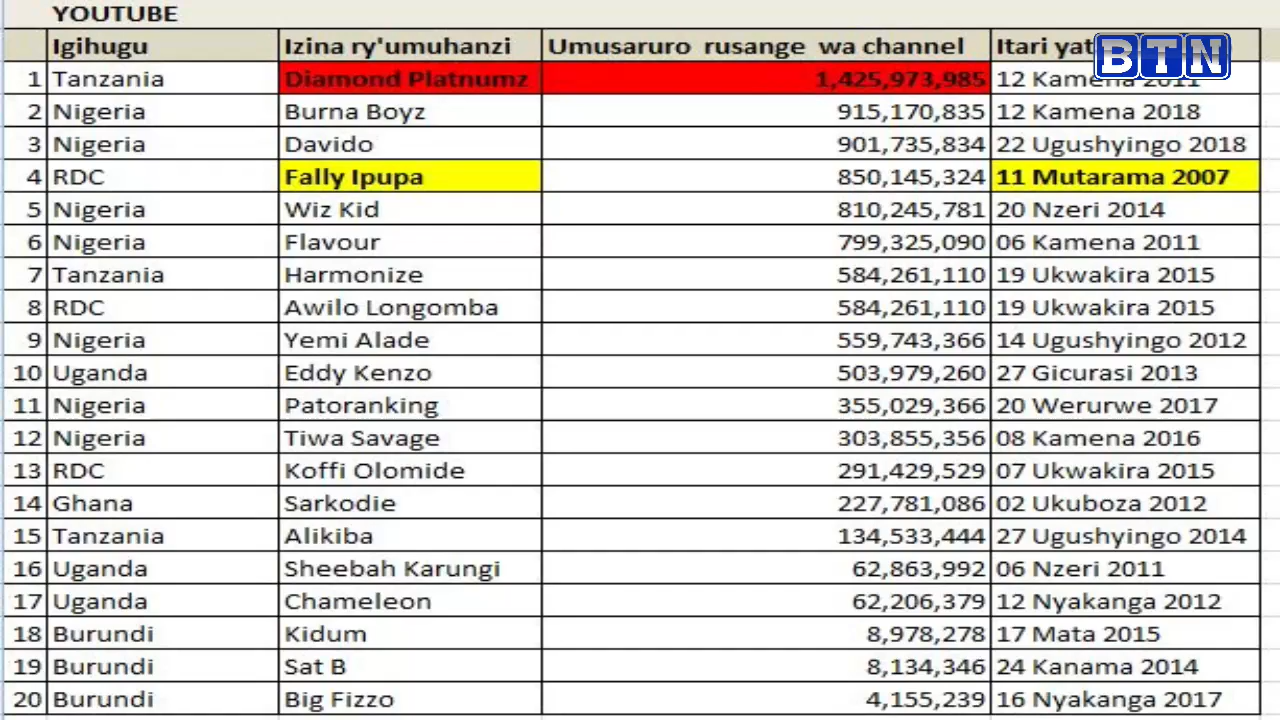 YOUTUBE
Igihugu Izina ry'umuhanzi Umusaruro rusange wa channel Itari BTN
1 Tanzania Diamond Platnumz 1,425,973,985 12 Kamena 2011
2 Nigeria Burna Boyz 915,170,835 12 Kamena 2018
3 Nigeria Davido 901,735,834 22 Ugushyingo 2018
4 RDC Fally Ipupa 850,145,324 11 Mutarama 2007
5 Nigeria Wiz Kid 810,245,781 20 Nzeri 2014
6 Nigeria Flavour 799,325,090 06 Kamena 2011
7 Tanzania Harmonize 584,261,110 19 Ukwakira 2015
8 RDC Awilo Longomba 584,261,110 19 Ukwakira 2015
9 Nigeria Yemi Alade 559,743,366 14 Ugushyingo 2012
10 Uganda Eddy Kenzo 503,979,260 27 Gicurasi 2013
11 Nigeria Patoranking 355,029,366 20 Werurwe 2017
12 Nigeria Tiwa Savage 303,855,356 08 Kamena 2016
13 RDC Koffi Olomide 291,429,529 07 Ukwakira 2015
14 Ghana Sarkodie 227,781,086 02 Ukuboza 2012
15 Tanzania Alikiba 134,533,444 27 Ugushyingo 2014
16 Uganda Sheebah Karungi 62,863,992 06 Nzeri 2011
17 Uganda Chameleon 62,206,379 12 Nyakanga 2012
18 Burundi Kidum 8,978,278 17 Mata 2015
19 Burundi Sat B 8,134,346 24 Kanama 2014
20 Burundi Big Fizzo 4,155,239 16 Nyakanga 2017